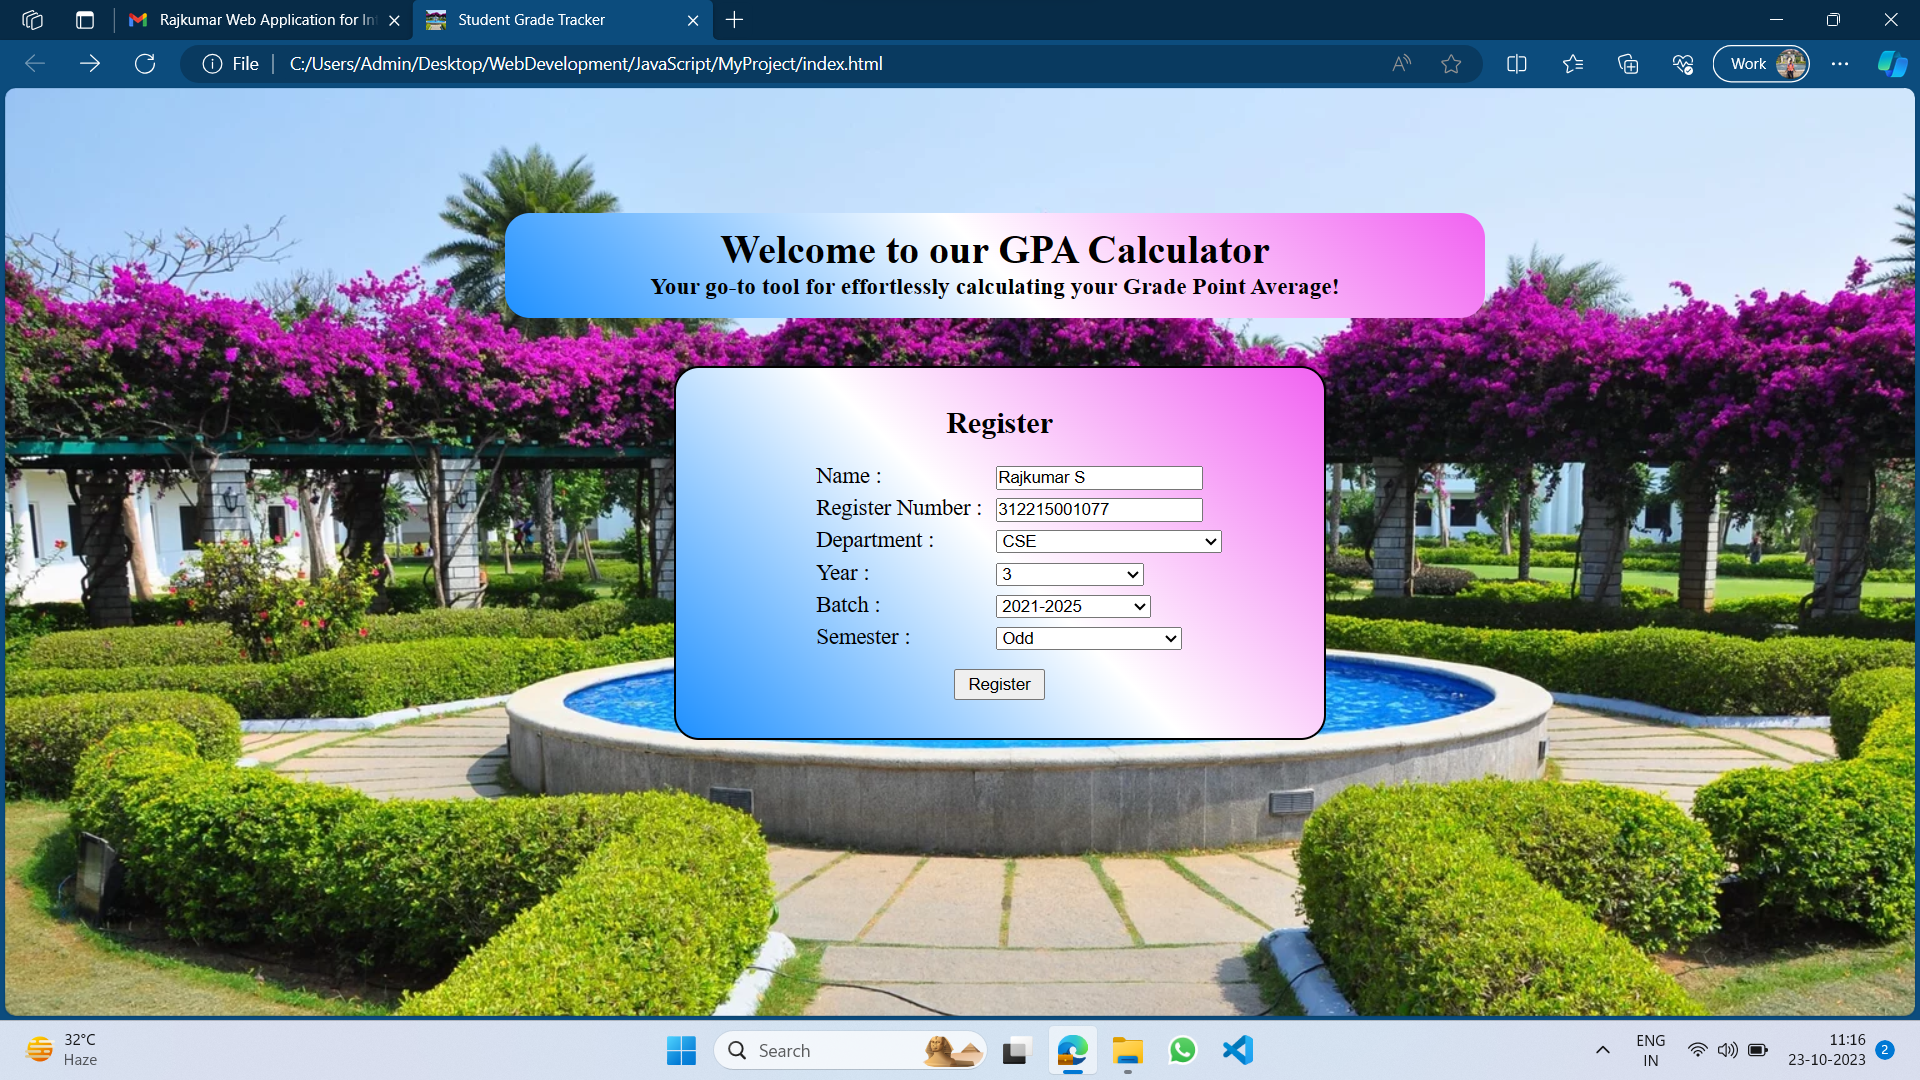 Rajkumar Web Application for Int
Student Grade Tracker
File
C:/Users/Admin/Desktop/WebDevelopment/JavaScript/MyProject/index.html
Work
Welcome to our GPA Calculator
Your go-to tool for effortlessly calculating your Grade Point Average!
Register
Name : Rajkumar S
Register Number : 312215001077
Department : CSE
Year : 3
Batch : 2021-2025
Semester : Odd
Register
32°C
Haze
Search
ENG
IN
11:16
23-10-2023
2